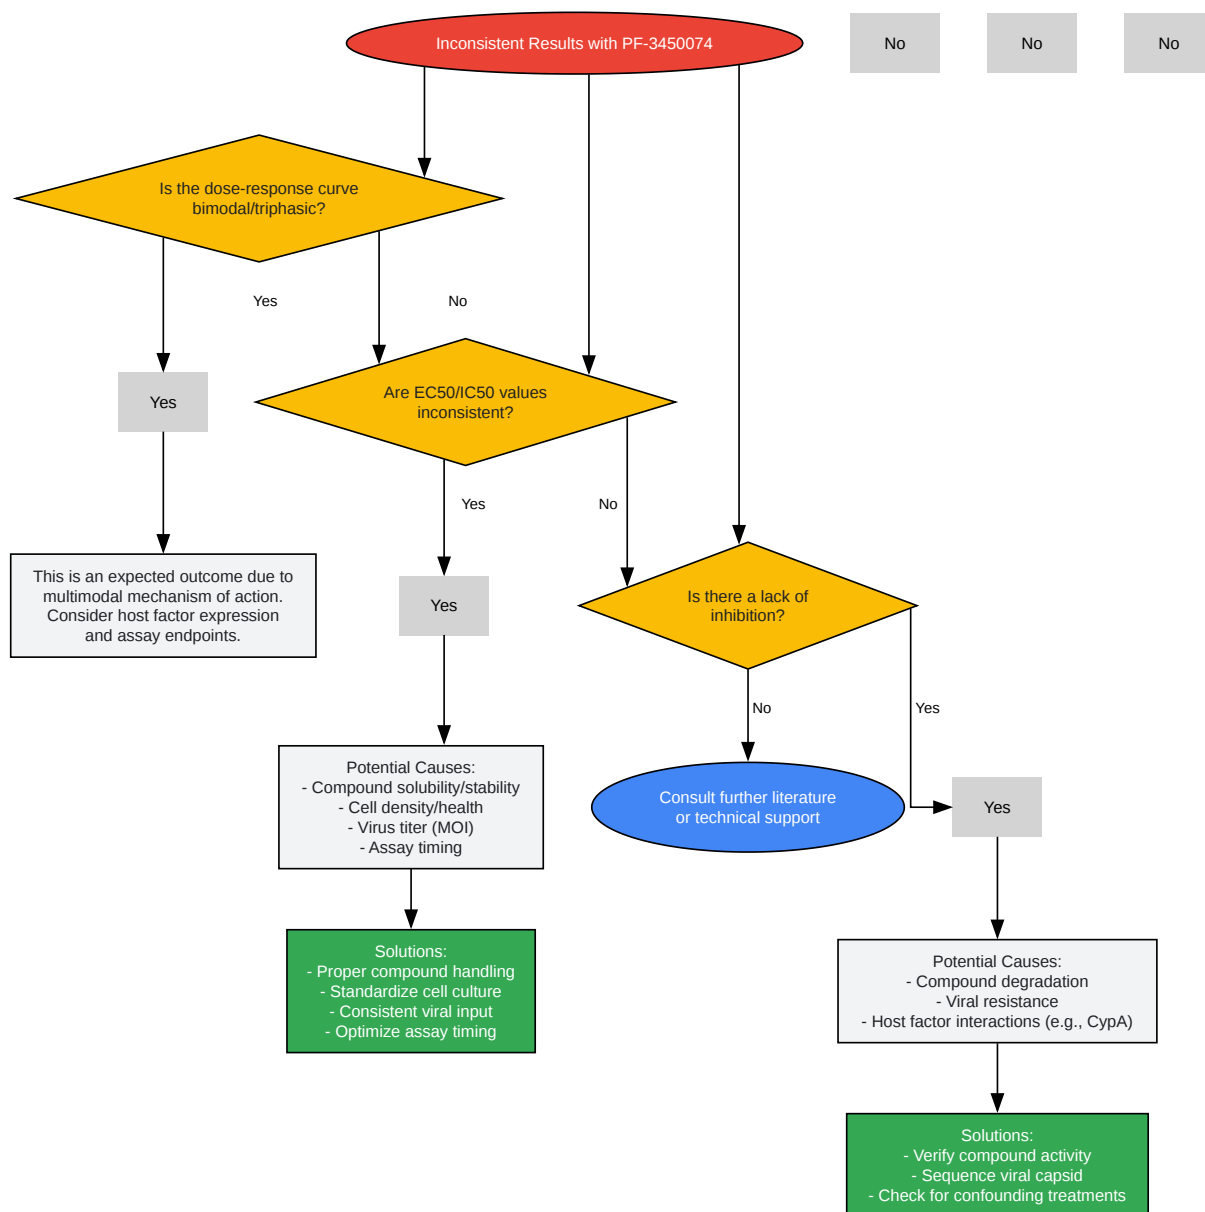 Inconsistent Results with PF-3450074
No
No
No
Is the dose-response curve
bimodal/triphasic?
Yes
No
Yes
Are EC50/IC50 values
inconsistent?
Yes
No
This is an expected outcome due to
multimodal mechanism of action.
Consider host factor expression
and assay endpoints.
Yes
Is there a lack of
inhibition?
No
Yes
Potential Causes:
- Compound solubility/stability
- Cell density/health
- Virus titer (MOI)
- Assay timing
Consult further literature
or technical support
Yes
Solutions:
- Proper compound handling
- Standardize cell culture
- Consistent viral input
- Optimize assay timing
Potential Causes:
- Compound degradation
- Viral resistance
- Host factor interactions (e.g., CypA)
Solutions:
- Verify compound activity
- Sequence viral capsid
- Check for confounding treatments